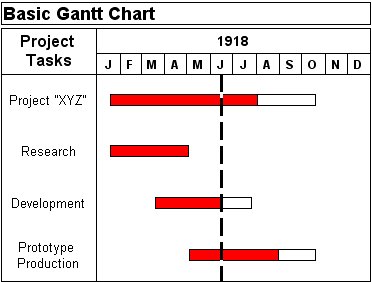 Basic Gantt Chart
Project
Tasks
1918
J F M A M J J A S O N D
Project "XYZ"
Research
Development
Prototype
Production